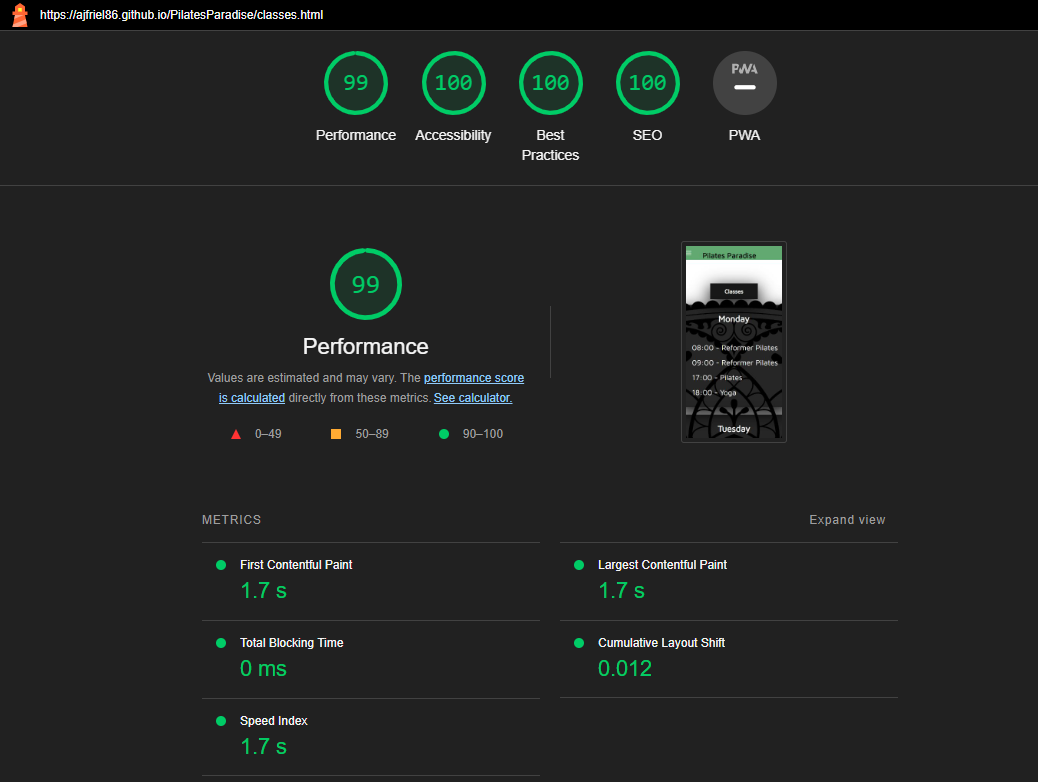 https://ajfriel86.github.io/PilatesParadise/classes.html
99
100
100
100
PWA
Performance
Accessibility
Best
Practices
SEO
PWA
99
Performance
Values are estimated and may vary. The performance score
is calculated directly from these metrics. See calculator.
0–49
50–89
90–100
Pilates Paradise
Classes
Monday
08:00 - Reformer Pilates
09:00 - Reformer Pilates
17:00 - Pilates
18:00 - Yoga
Tuesday
METRICS
Expand view
First Contentful Paint
1.7 s
Largest Contentful Paint
1.7 s
Total Blocking Time
0 ms
Cumulative Layout Shift
0.012
Speed Index
1.7 s